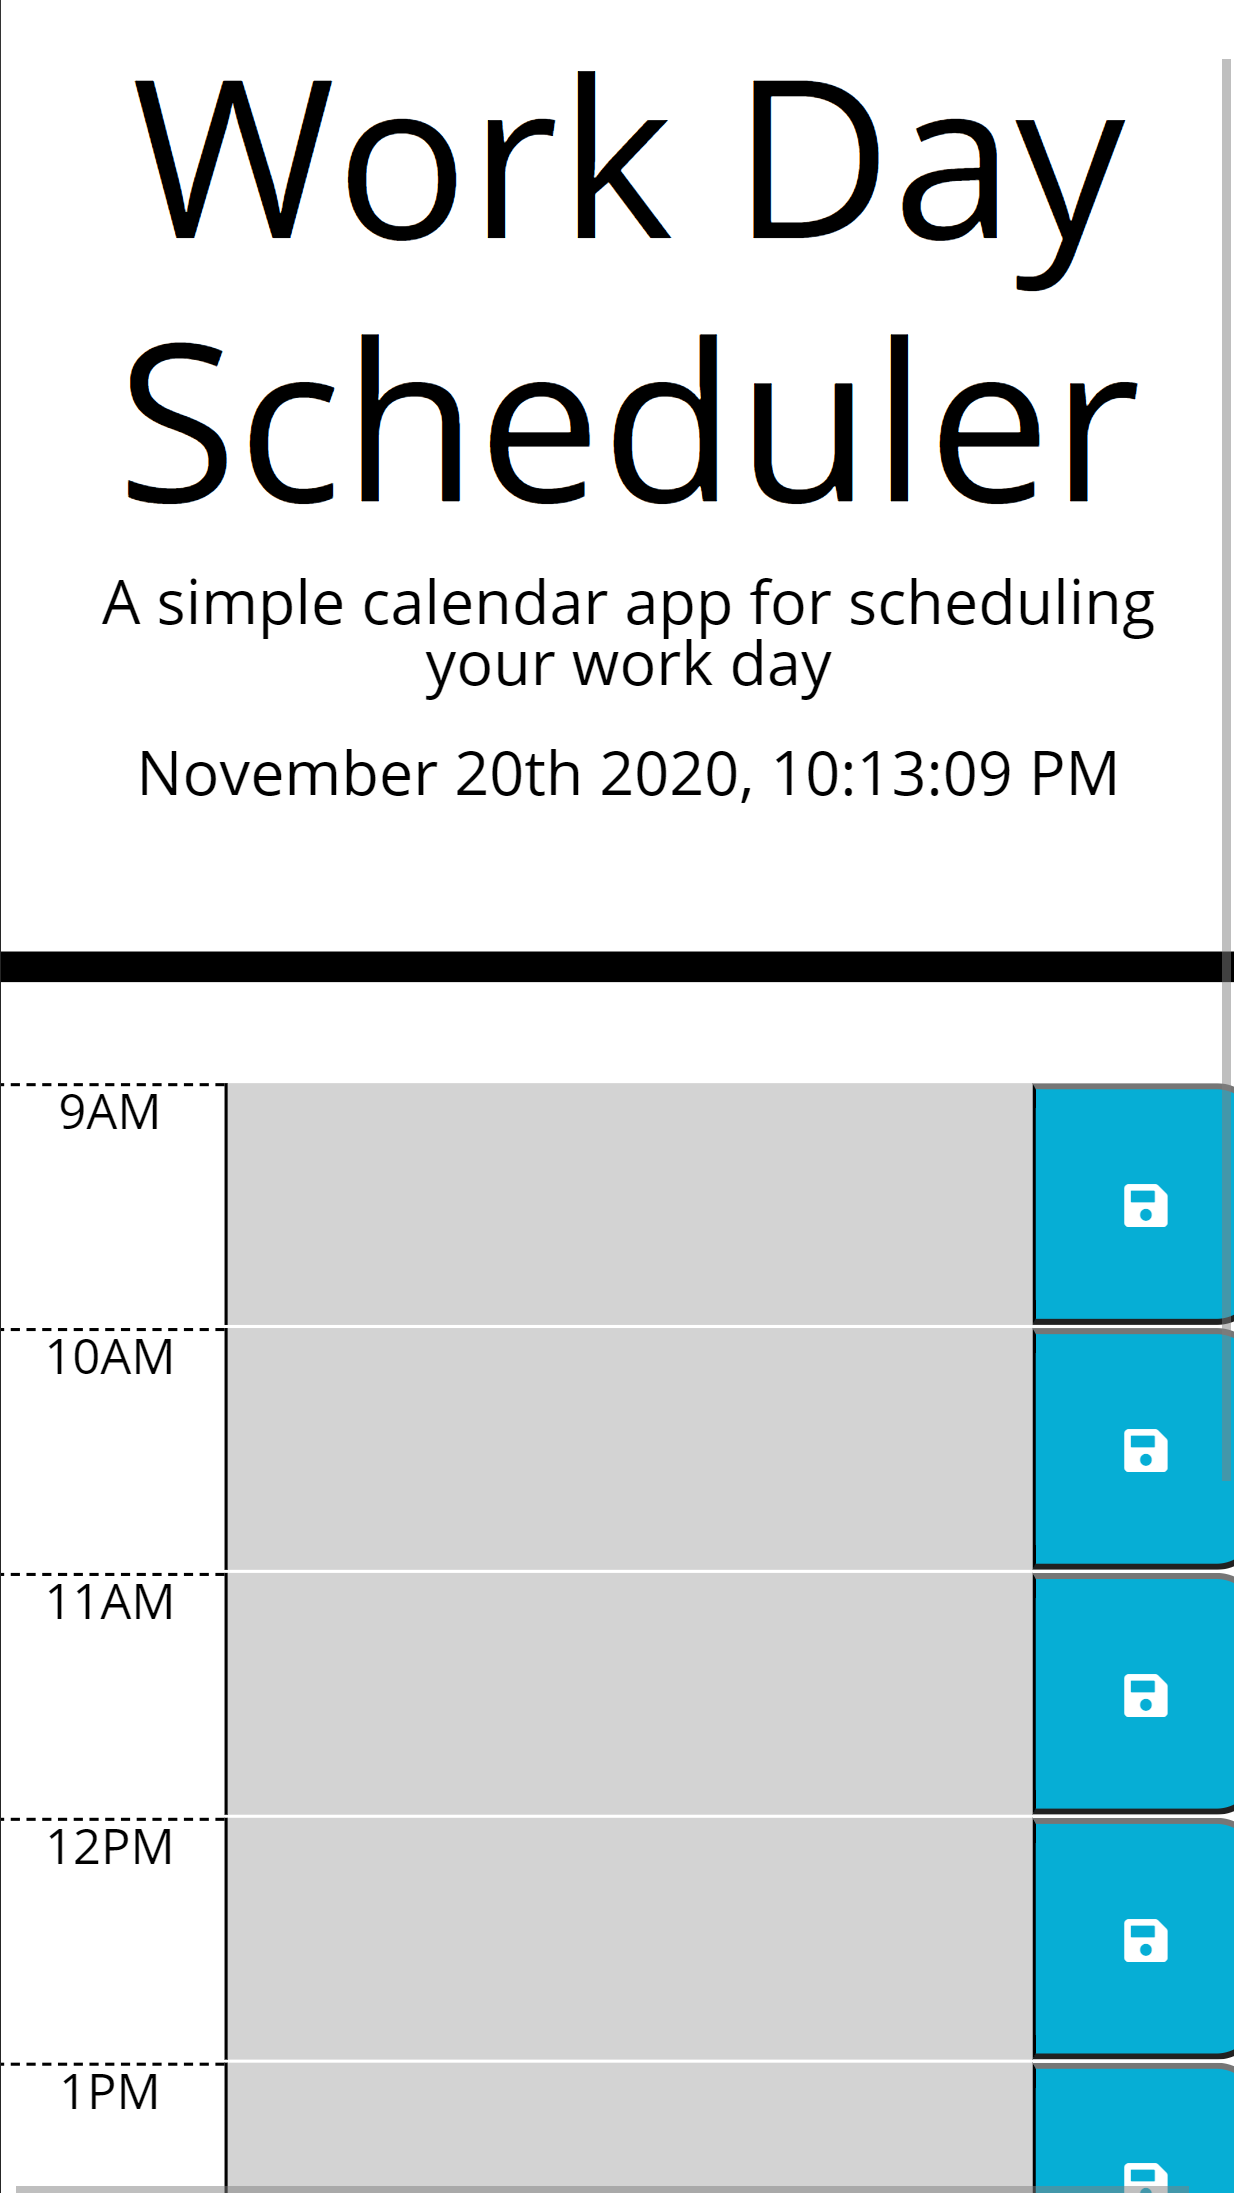 Work Day
Scheduler
A simple calendar app for scheduling
your work day
November 20th 2020, 10:13:09 PM
9AM
10AM
11AM
12PM
1PM